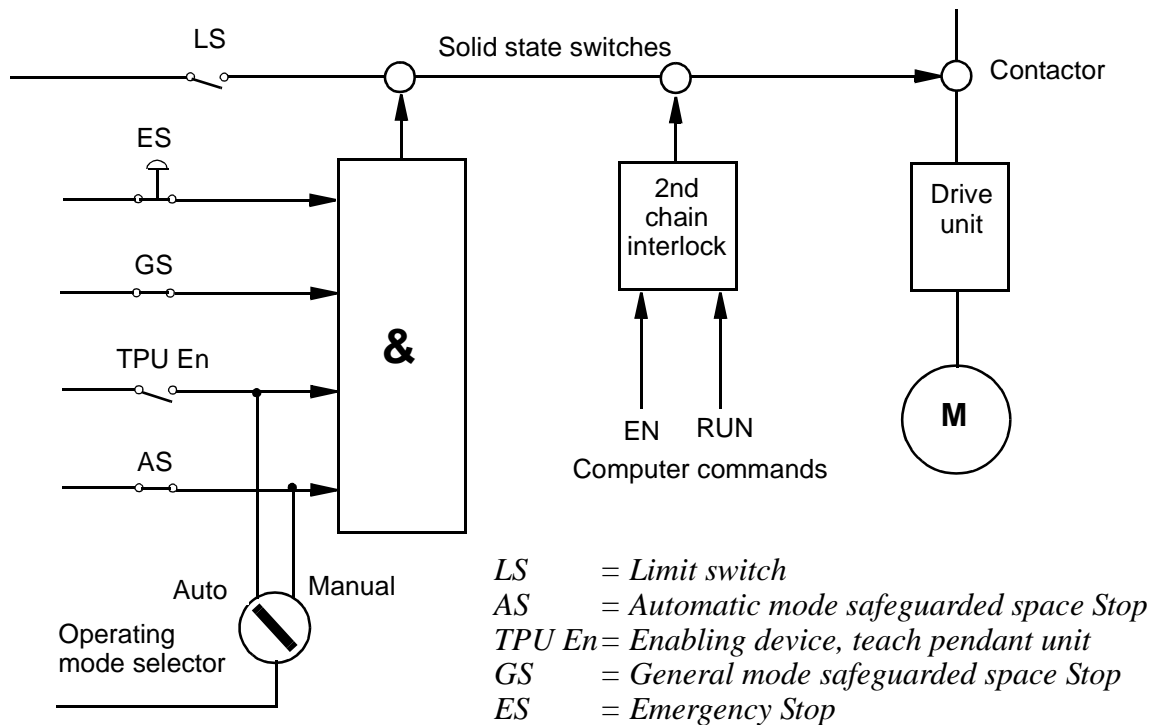 LS
Solid state switches
Contactor
ES
2nd
chain
interlock
Drive
unit
GS
&
TPU En
M
EN RUN
Computer commands
AS
Auto
Manual
Operating
mode selector
LS = Limit switch
AS = Automatic mode safeguarded space Stop
TPU En = Enabling device, teach pendant unit
GS = General mode safeguarded space Stop
ES = Emergency Stop